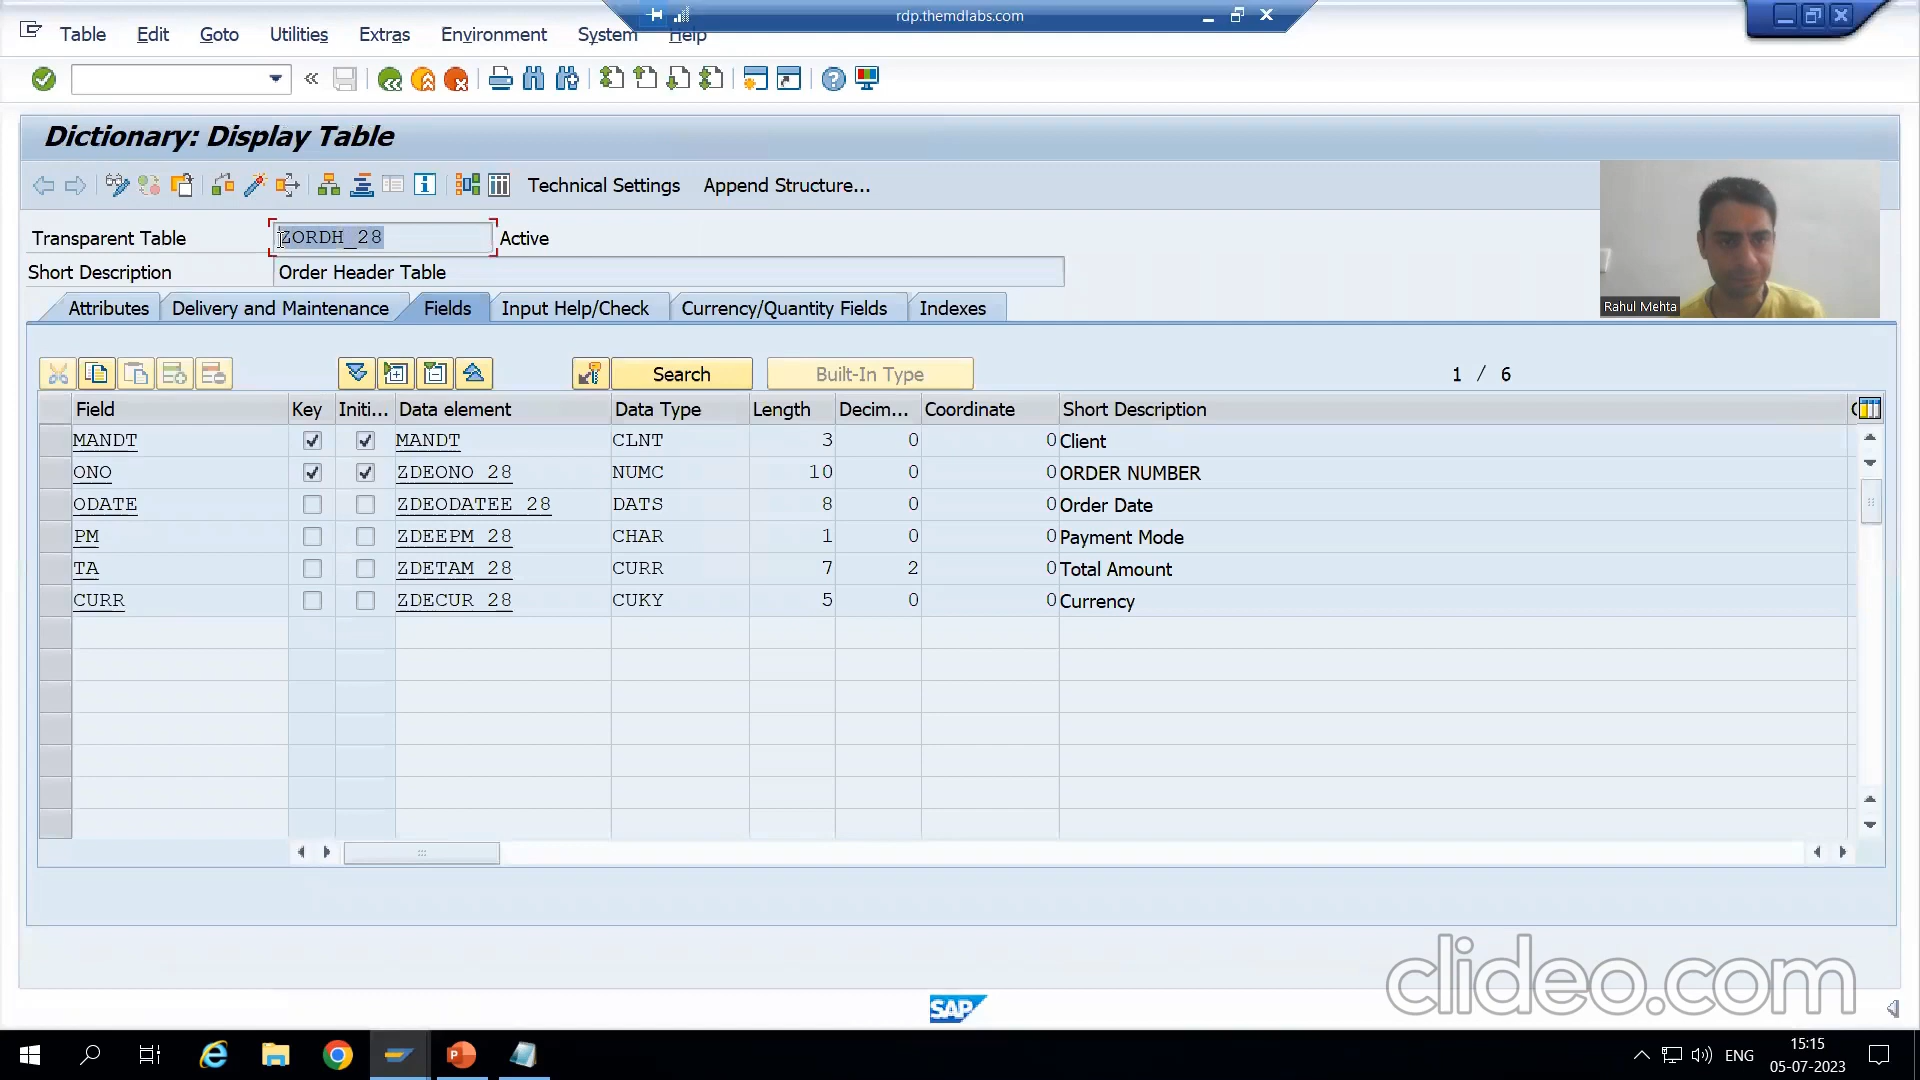 rdp.themdlabs.com
Table Edit Goto Utilities Extras Environment System Help
Dictionary: Display Table
Technical Settings Append Structure...
Transparent Table ZORDH_28 Active
Short Description Order Header Table
Rahul Mehta
Attributes Delivery and Maintenance Fields Input Help/Check Currency/Quantity Fields Indexes
Search Built-In Type 1 / 6
Field Key Initi... Data element Data Type Length Decim... Coordinate Short Description
MANDT MANDT CLNT 3 0 0 Client
ONO ZDEONO_28 NUMC 10 0 0 ORDER NUMBER
ODATE ZDEODATEE_28 DATS 8 0 0 Order Date
PM ZDEEPM_28 CHAR 1 0 0 Payment Mode
TA ZDETAM_28 CURR 7 2 0 Total Amount
CURR ZDECUR_28 CUKY 5 0 0 Currency
clideo.com
SAP
ENG
15:15
05-07-2023